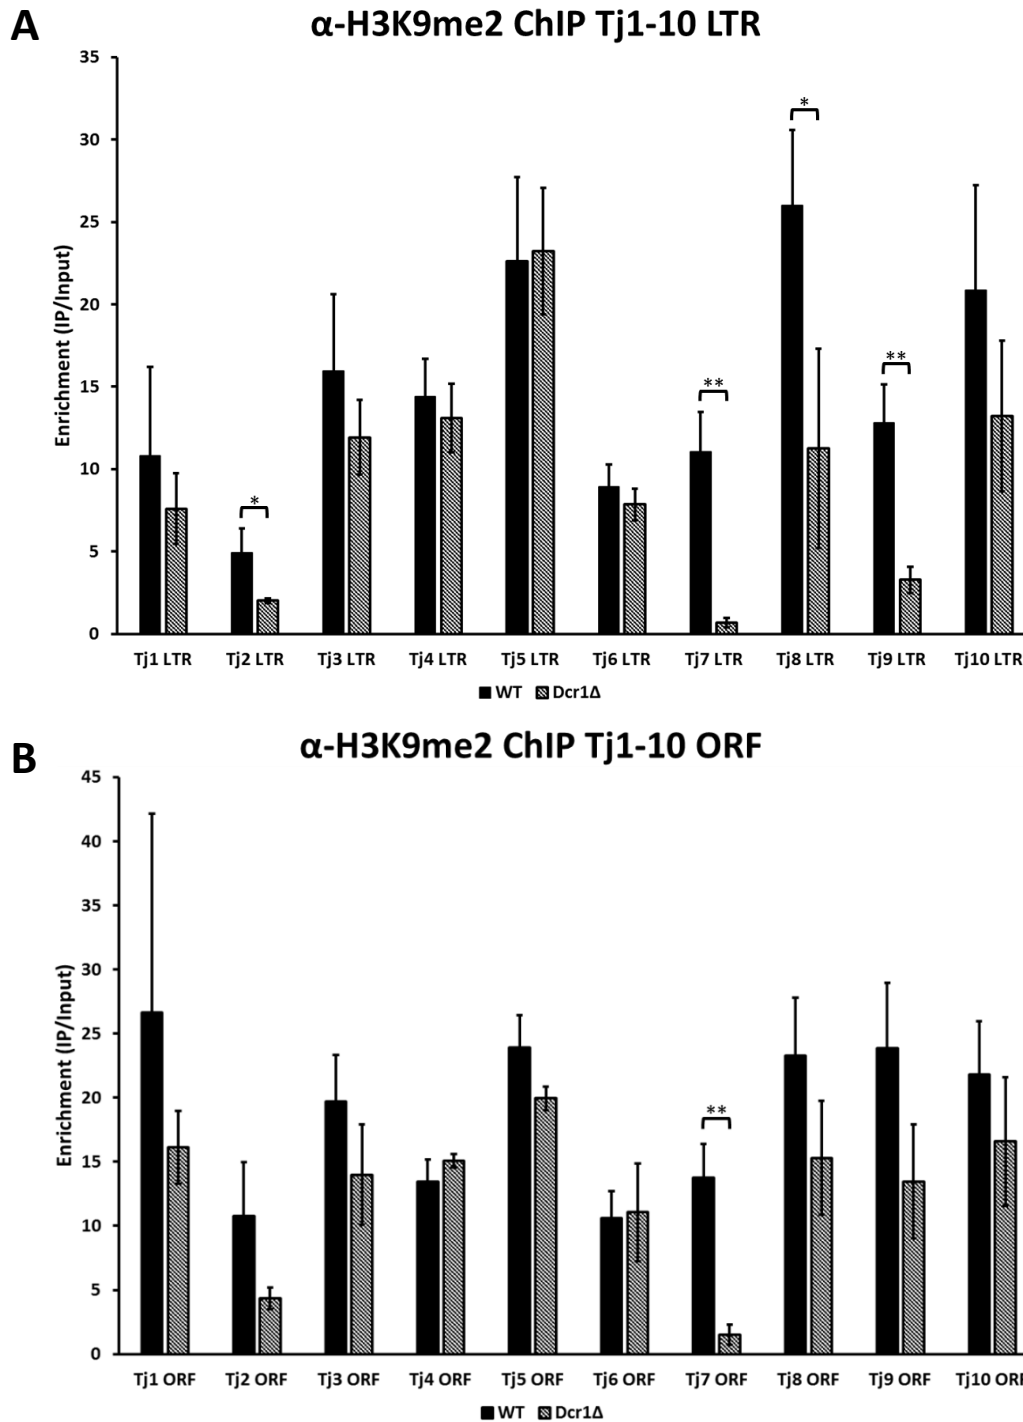 A
α-H3K9me2 ChIP Tj1-10 LTR
Enrichment (IP/Input)
35
30
25
20
15
10
5
0
*
*
**
**
Tj1 LTR Tj2 LTR Tj3 LTR Tj4 LTR Tj5 LTR Tj6 LTR Tj7 LTR Tj8 LTR Tj9 LTR Tj10 LTR
WT Dcr1Δ
B
α-H3K9me2 ChIP Tj1-10 ORF
Enrichment (IP/Input)
45
40
35
30
25
20
15
10
5
0
**
Tj1 ORF Tj2 ORF Tj3 ORF Tj4 ORF Tj5 ORF Tj6 ORF Tj7 ORF Tj8 ORF Tj9 ORF Tj10 ORF
WT Dcr1Δ